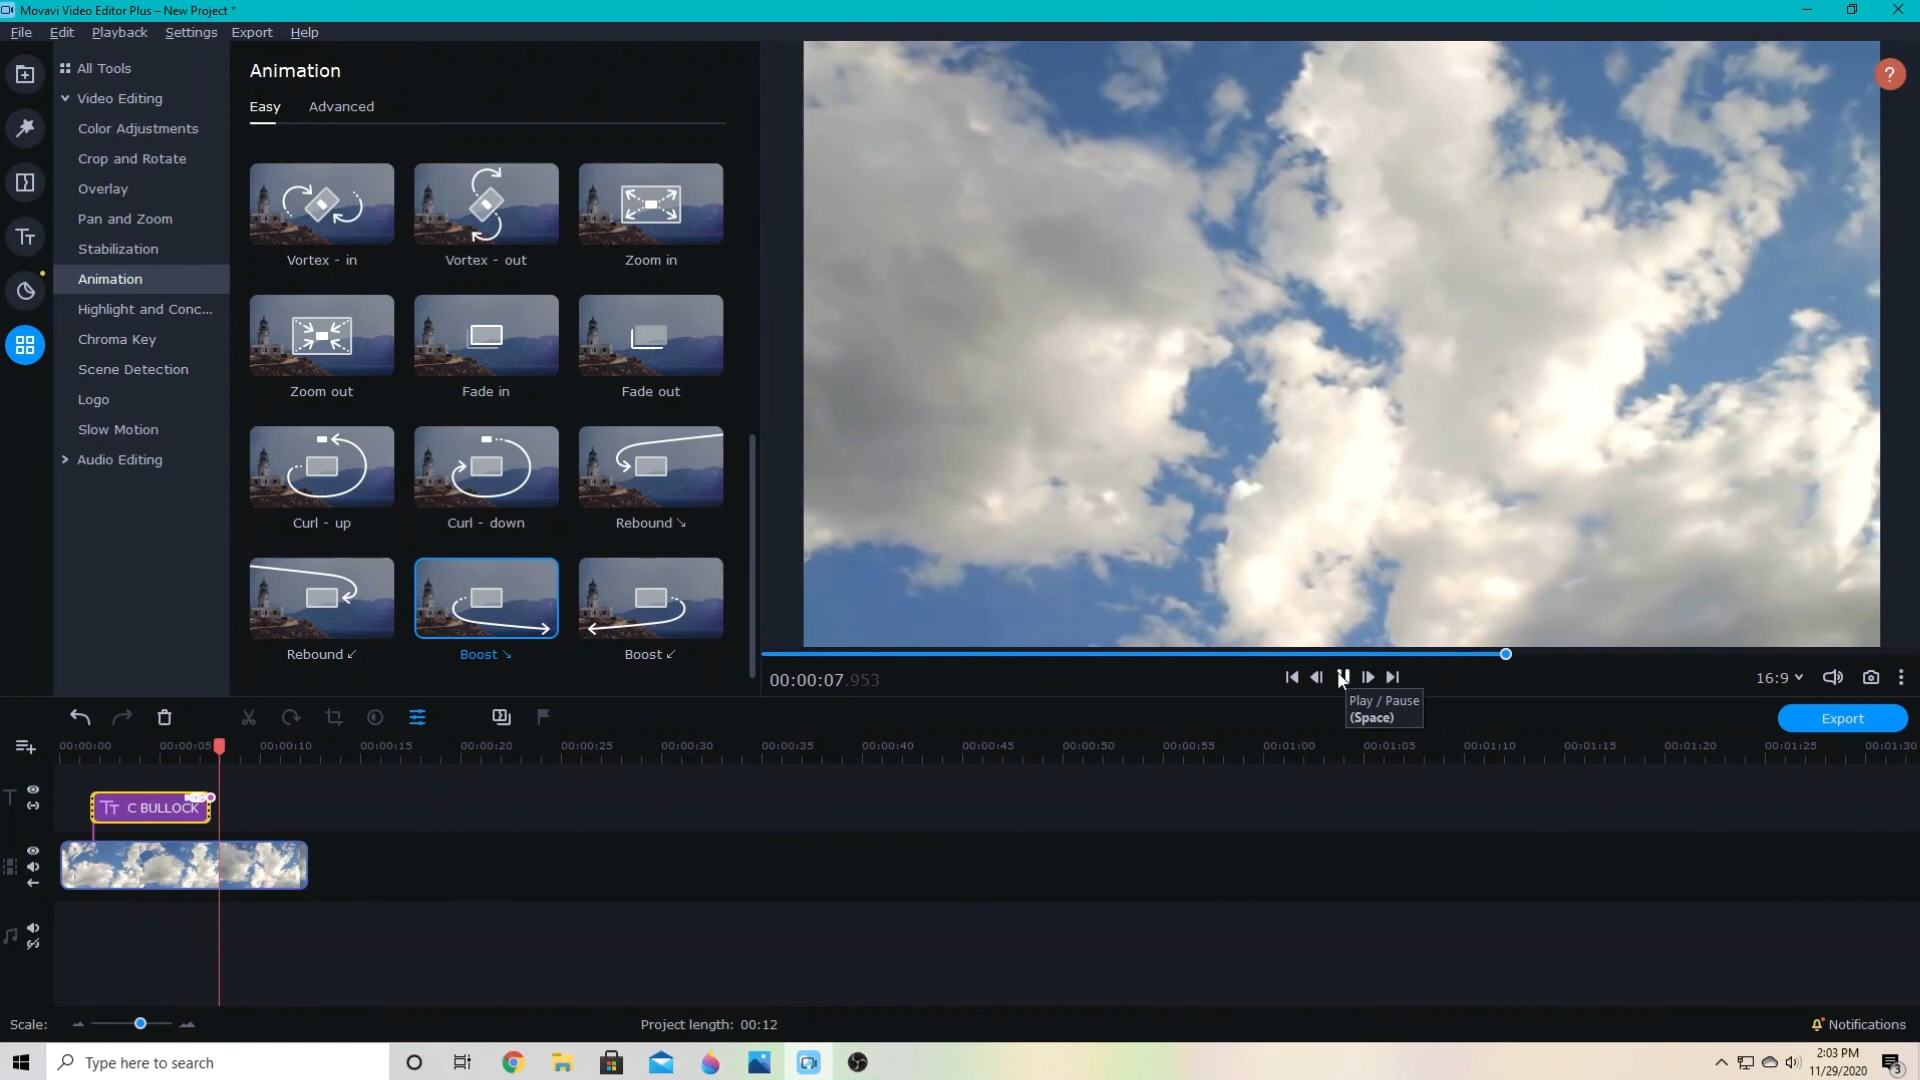 Movavi Video Editor Plus – New Project *
File Edit Playback Settings Export Help
All Tools
Video Editing
Color Adjustments
Crop and Rotate
Overlay
Pan and Zoom
Stabilization
Animation
Highlight and Conc...
Chroma Key
Scene Detection
Logo
Slow Motion
Audio Editing
Animation
Easy Advanced
Vortex - in Vortex - out Zoom in
Zoom out Fade in Fade out
Curl - up Curl - down Rebound ↘
Rebound ↙ Boost ↘ Boost ↙
?
00:00:07.953
16:9
Play / Pause
(Space)
Export
00:00:00 00:00:05 00:00:10 00:00:15 00:00:20 00:00:25 00:00:30 00:00:35 00:00:40 00:00:45 00:00:50 00:00:55 00:01:00 00:01:05 00:01:10 00:01:15 00:01:20 00:01:25 00:01:30
Tт C BULLOCK
Scale:
Project length: 00:12
Notifications
Type here to search
2:03 PM
11/29/2020
3